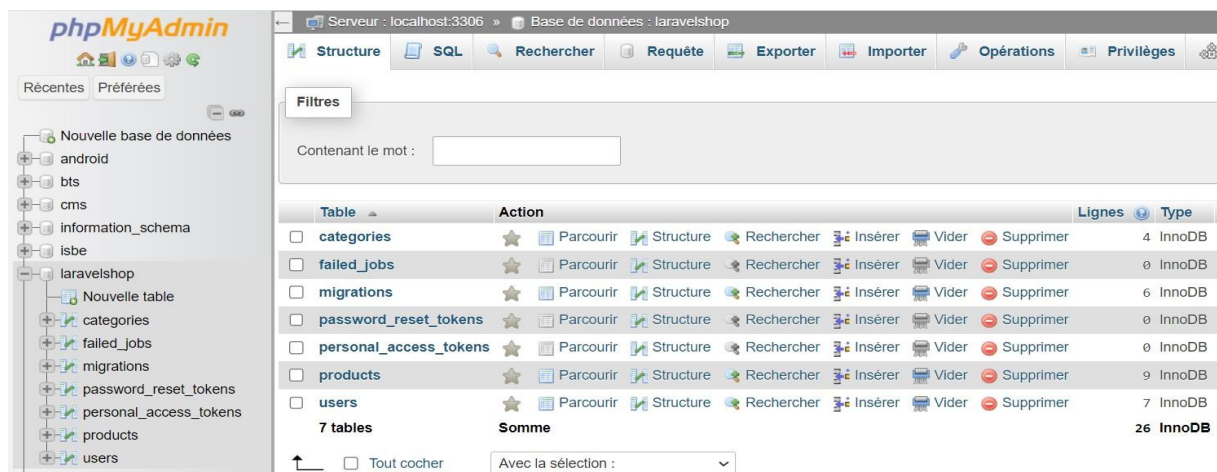 phpMyAdmin
Récentes Préférées
Nouvelle base de données
android
bts
cms
information_schema
isbe
laravelshop
Nouvelle table
categories
failed_jobs
migrations
password_reset_tokens
personal_access_tokens
products
users
Serveur : localhost:3306 » Base de données : laravelshop
Structure SQL Rechercher Requête Exporter Importer Opérations Privilèges
Filtres
Contenant le mot :
Table Action Lignes Type
categories Parcourir Structure Rechercher Insérer Vider Supprimer 4 InnoDB
failed_jobs Parcourir Structure Rechercher Insérer Vider Supprimer 0 InnoDB
migrations Parcourir Structure Rechercher Insérer Vider Supprimer 6 InnoDB
password_reset_tokens Parcourir Structure Rechercher Insérer Vider Supprimer 0 InnoDB
personal_access_tokens Parcourir Structure Rechercher Insérer Vider Supprimer 0 InnoDB
products Parcourir Structure Rechercher Insérer Vider Supprimer 9 InnoDB
users Parcourir Structure Rechercher Insérer Vider Supprimer 7 InnoDB
7 tables Somme 26 InnoDB
Tout cocher Avec la sélection :